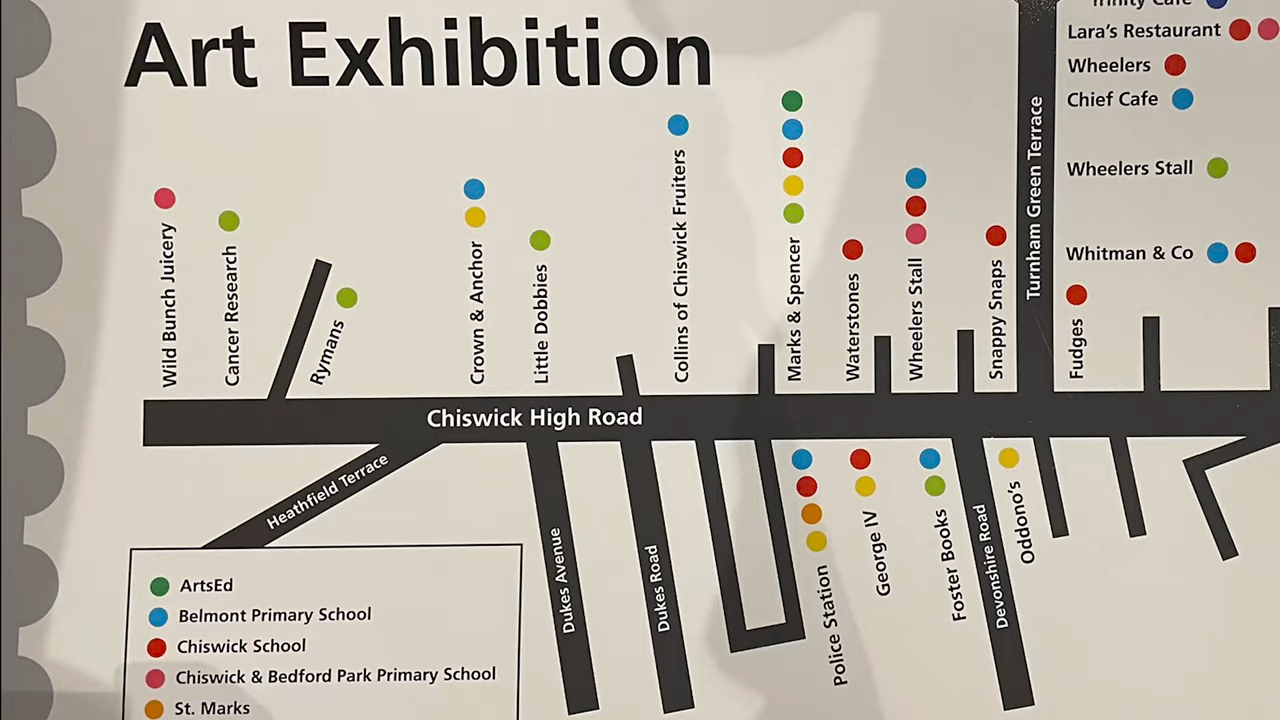 Art Exhibition
Trinity Cafe
Lara's Restaurant
Wheelers
Chief Cafe
Wheelers Stall
Whitman & Co
Fudges
Turnham Green Terrace
Wild Bunch Juicery
Cancer Research
Rymans
Crown & Anchor
Little Dobbies
Collins of Chiswick Fruiters
Marks & Spencer
Waterstones
Wheelers Stall
Snappy Snaps
Chiswick High Road
Heathfield Terrace
Dukes Avenue
Dukes Road
Police Station
George IV
Foster Books
Devonshire Road
Oddono's
ArtsEd
Belmont Primary School
Chiswick School
Chiswick & Bedford Park Primary School
St. Marks